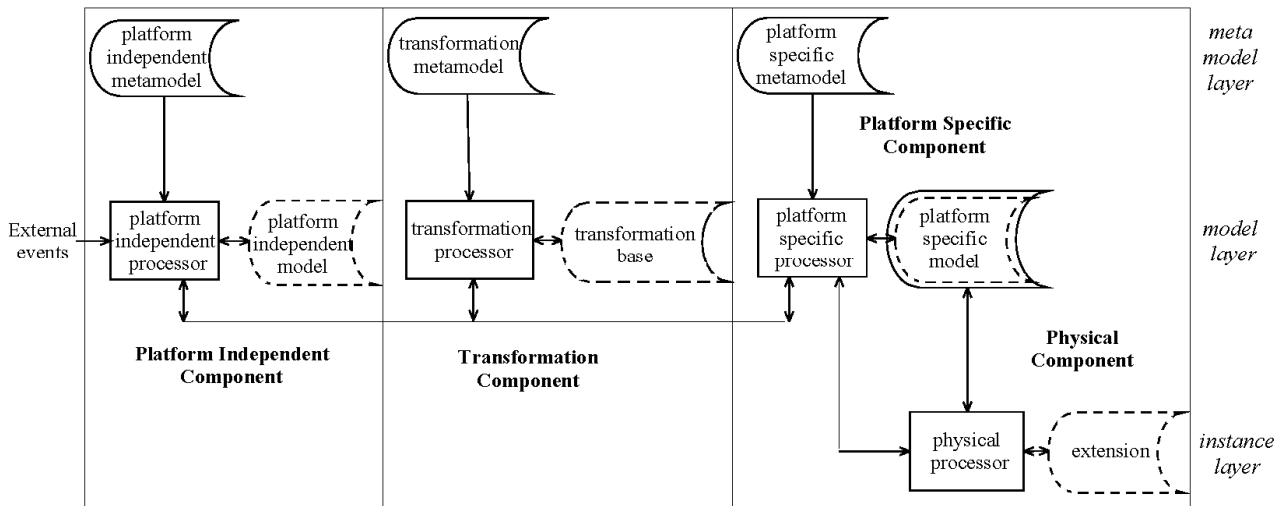 platform
independent
metamodel
transformation
metamodel
platform
specific
metamodel
meta
model
layer
Platform Specific
Component
External
events
platform
independent
processor
platform
independent
model
transformation
processor
transformation
base
platform
specific
processor
platform
specific
model
model
layer
Platform Independent
Component
Transformation
Component
Physical
Component
physical
processor
extension
instance
layer